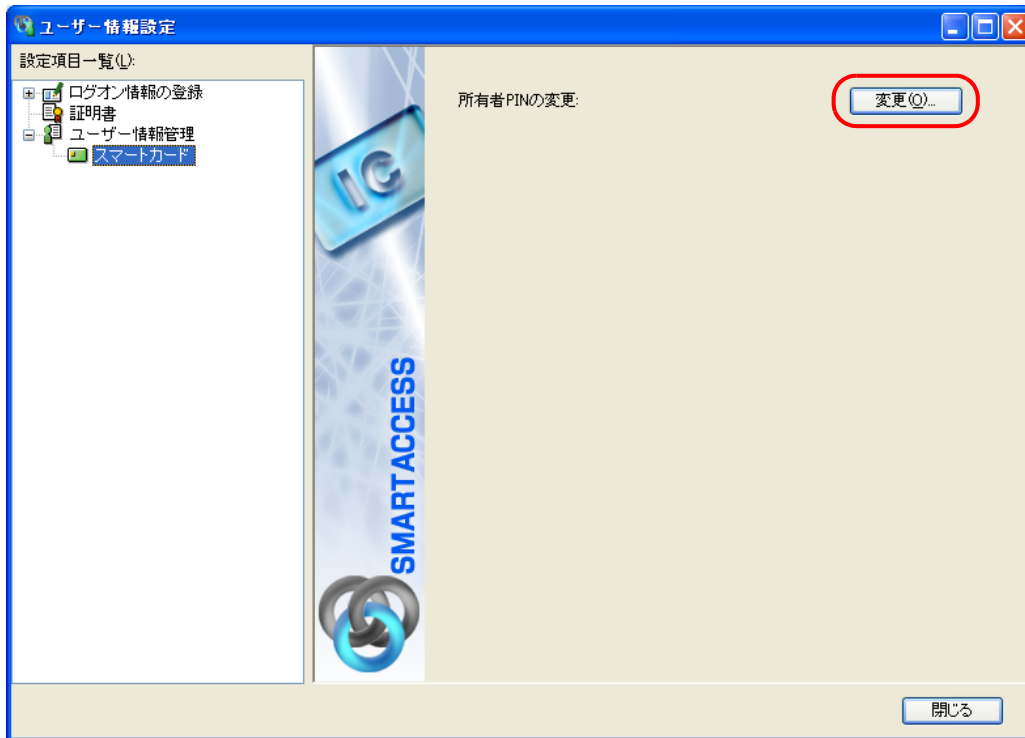 ユーザー情報設定
設定項目一覧(L):
ログオン情報の登録
証明書
ユーザー情報管理
スマートカード
所有者PINの変更:
変更(O)...
IC
SMARTACCESS
閉じる